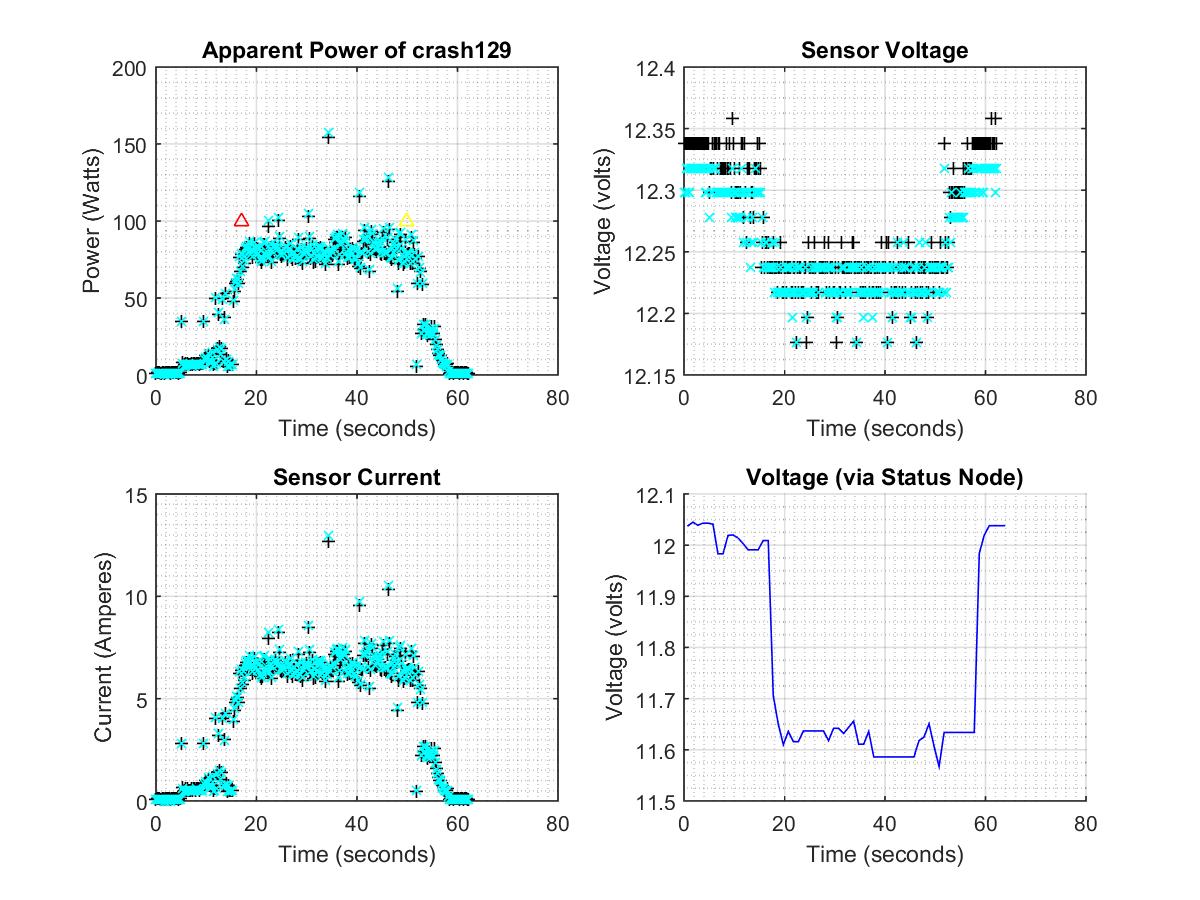 Apparent Power of crash129
200
150
100
50
0
Power (Watts)
0 20 40 60 80
Time (seconds)
Sensor Voltage
12.4
12.35
12.3
12.25
12.2
12.15
Voltage (volts)
0 20 40 60 80
Time (seconds)
Sensor Current
15
10
5
0
Current (Amperes)
0 20 40 60 80
Time (seconds)
Voltage (via Status Node)
12.1
12
11.9
11.8
11.7
11.6
11.5
Voltage (volts)
0 20 40 60 80
Time (seconds)